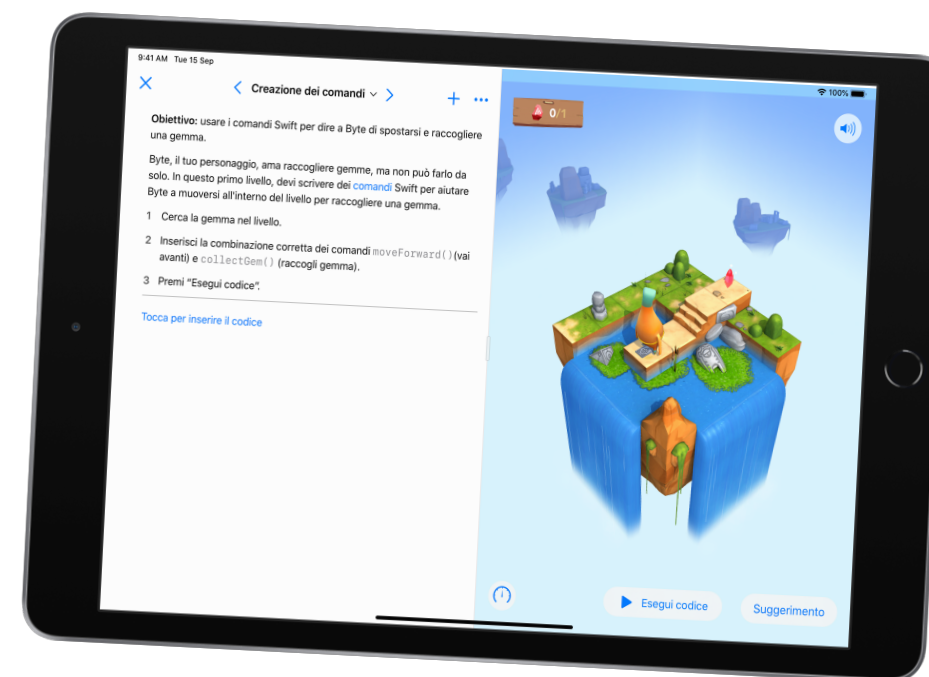 9:41 AM Tue 15 Sep
100%
Creazione dei comandi
0/1
Obiettivo: usare i comandi Swift per dire a Byte di spostarsi e raccogliere
una gemma.
Byte, il tuo personaggio, ama raccogliere gemme, ma non può farlo da
solo. In questo primo livello, devi scrivere dei comandi Swift per aiutare
Byte a muoversi all'interno del livello per raccogliere una gemma.
1 Cerca la gemma nel livello.
2 Inserisci la combinazione corretta dei comandi moveForward()(vai
avanti) e collectGem() (raccogli gemma).
3 Premi “Esegui codice”.
Tocca per inserire il codice
Esegui codice
Suggerimento